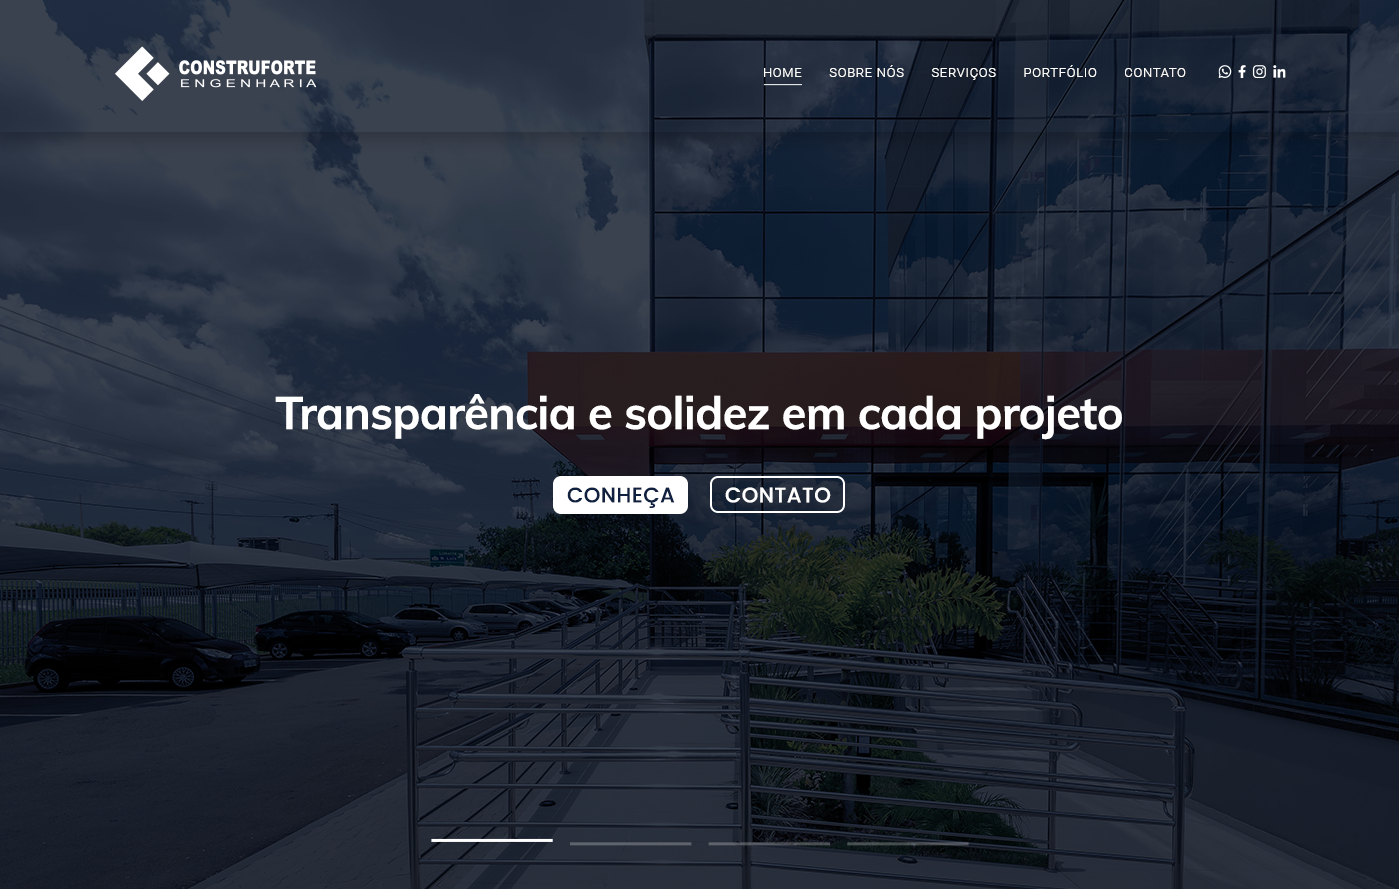 CONSTRUFORTE
ENGENHARIA
HOME SOBRE NÓS SERVIÇOS PORTFÓLIO CONTATO
Transparência e solidez em cada projeto
CONHEÇA CONTATO